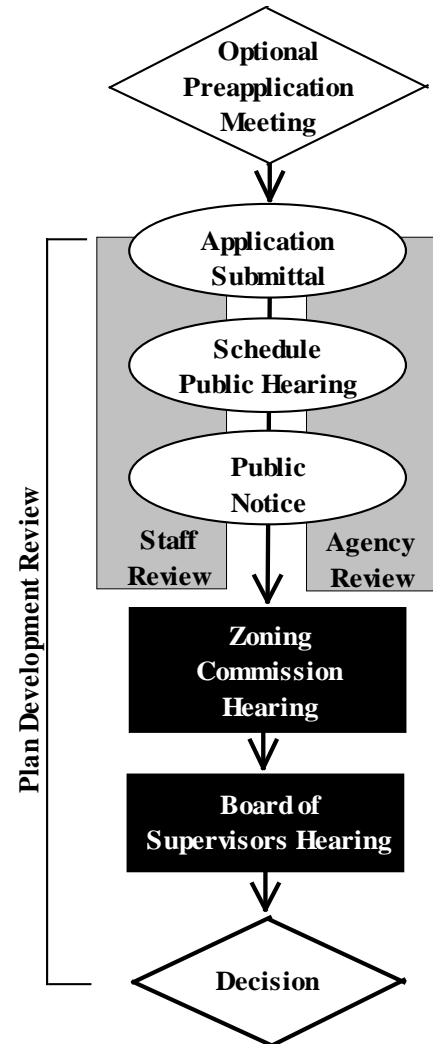 Optional
Preapplication
Meeting
Application
Submittal
Schedule
Public Hearing
Public
Notice
Staff
Review
Agency
Review
Zoning
Commission
Hearing
Board of
Supervisors Hearing
Decision
Plan Development Review